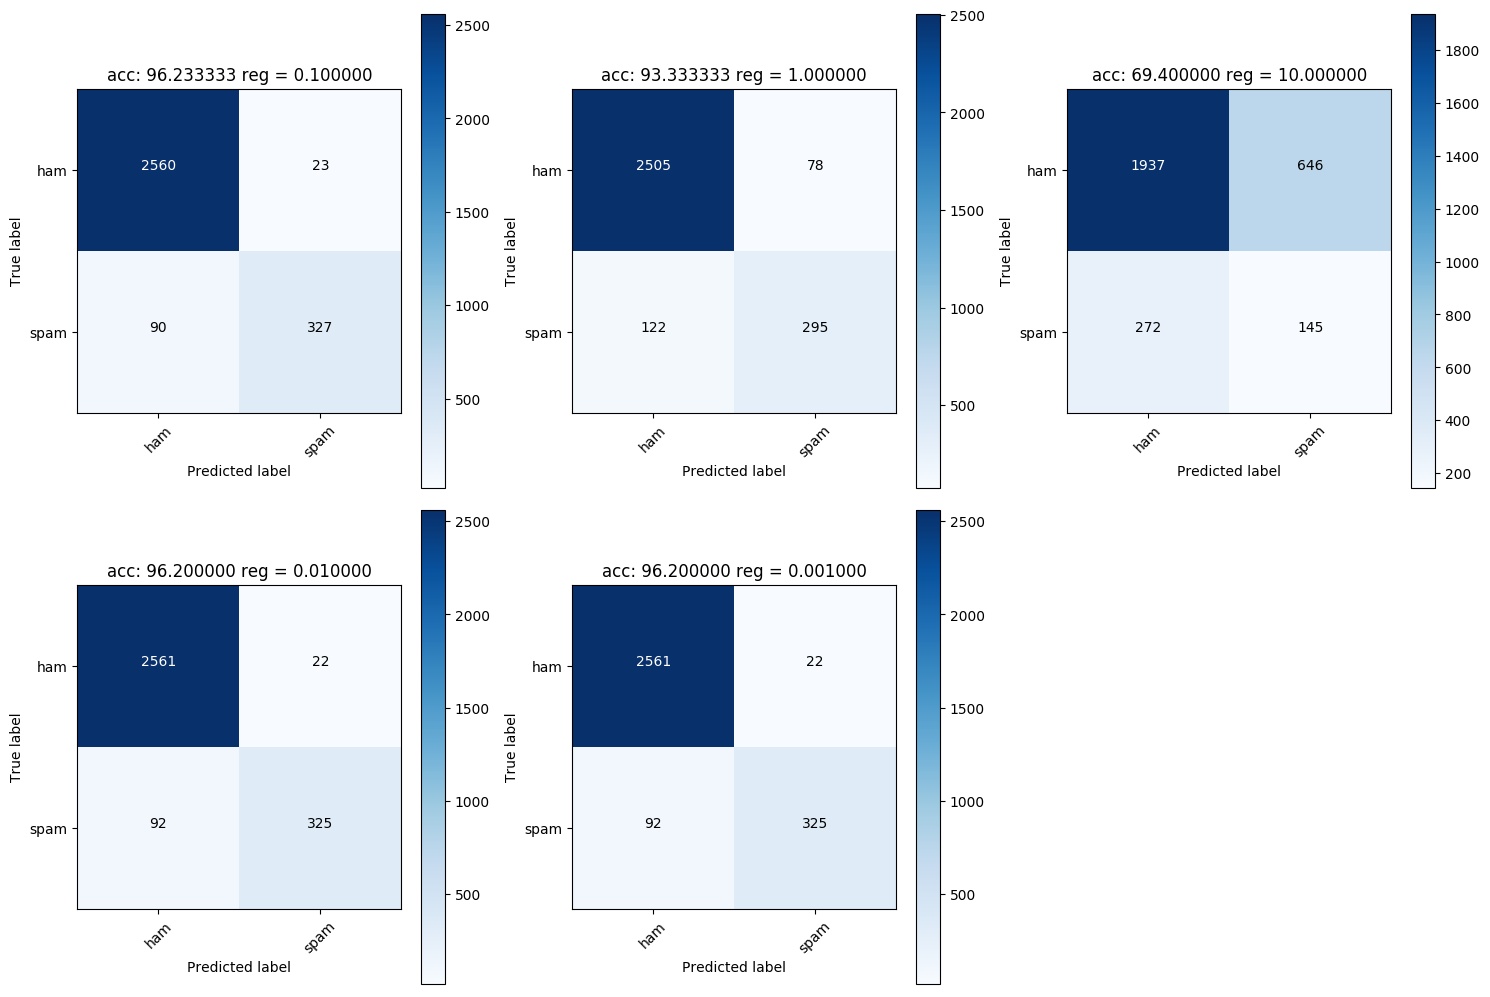 acc: 96.233333 reg = 0.100000
True label
ham
spam
2560
23
90
327
ham
spam
Predicted label
2500
2000
1500
1000
500
acc: 93.333333 reg = 1.000000
True label
ham
spam
2505
78
122
295
ham
spam
Predicted label
2500
2000
1500
1000
500
acc: 69.400000 reg = 10.000000
True label
ham
spam
1937
646
272
145
ham
spam
Predicted label
1800
1600
1400
1200
1000
800
600
400
200
acc: 96.200000 reg = 0.010000
True label
ham
spam
2561
22
92
325
ham
spam
Predicted label
2500
2000
1500
1000
500
acc: 96.200000 reg = 0.001000
True label
ham
spam
2561
22
92
325
ham
spam
Predicted label
2500
2000
1500
1000
500